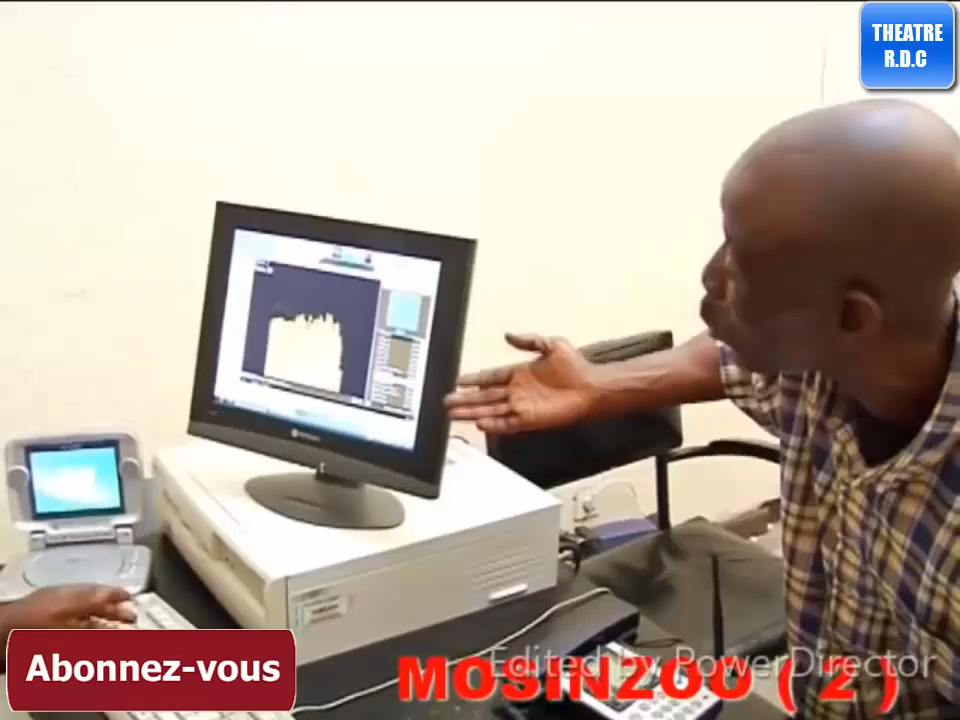 THEATRE
R.D.C
Abonnez-vous
MOSINZOO ( 2 )
Edited by PowerDirector